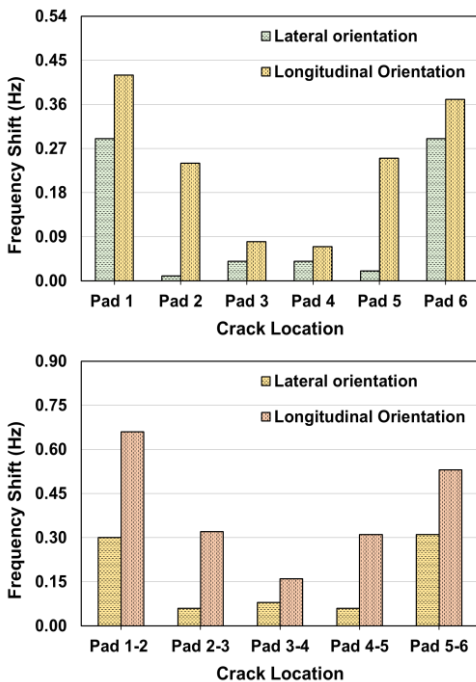 Frequency Shift (Hz)
0.54
0.45
0.36
0.27
0.18
0.09
0.00
Lateral orientation
Longitudinal Orientation
Pad 1 Pad 2 Pad 3 Pad 4 Pad 5 Pad 6
Crack Location
Frequency Shift (Hz)
0.90
0.75
0.60
0.45
0.30
0.15
0.00
Lateral orientation
Longitudinal Orientation
Pad 1-2 Pad 2-3 Pad 3-4 Pad 4-5 Pad 5-6
Crack Location